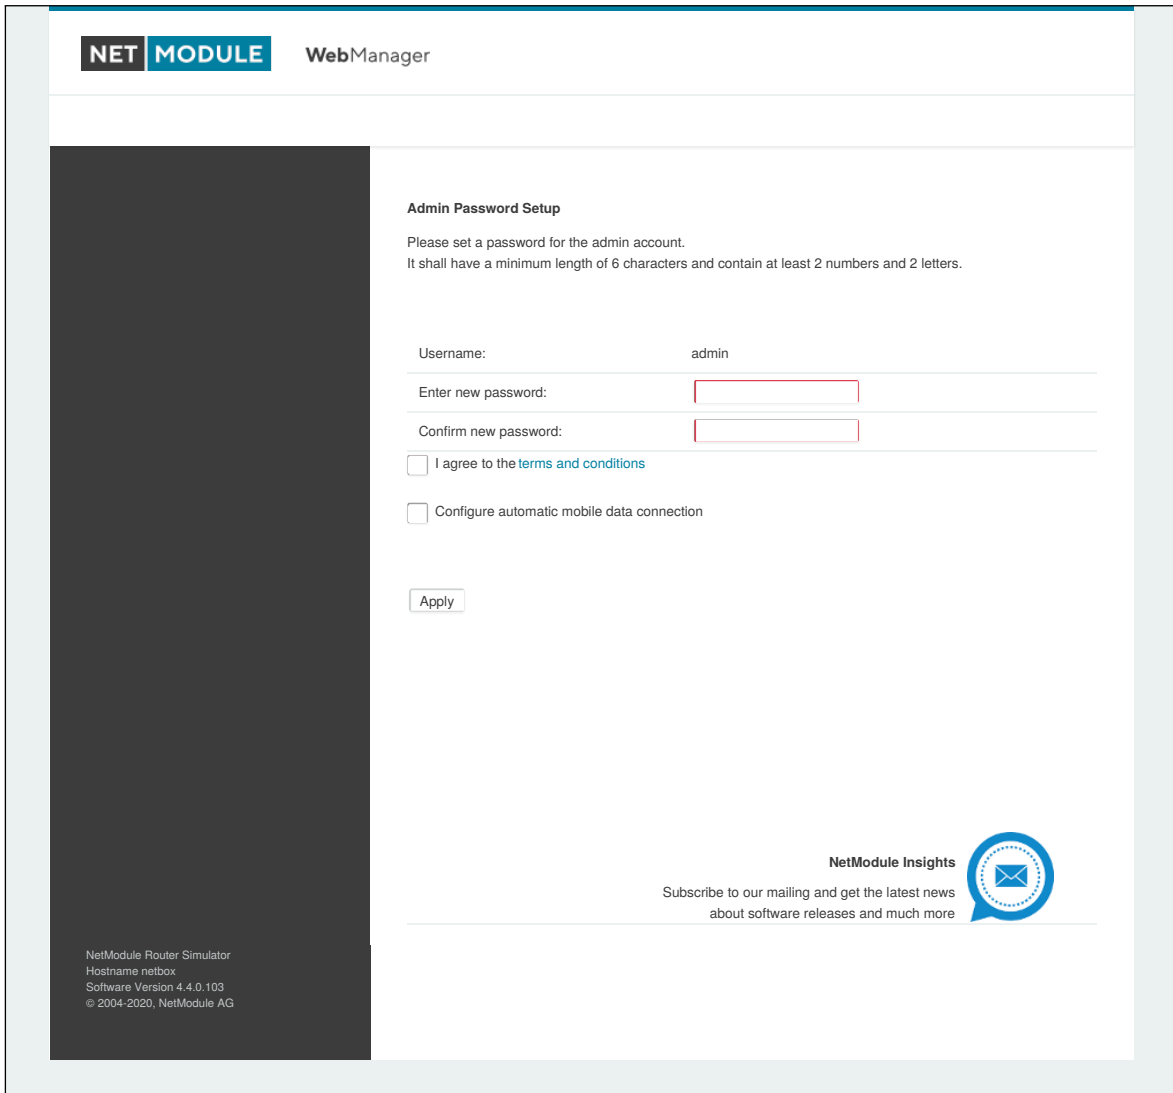 NET MODULE WebManager
Admin Password Setup
Please set a password for the admin account.
It shall have a minimum length of 6 characters and contain at least 2 numbers and 2 letters.
Username: admin
Enter new password:
Confirm new password:
I agree to the terms and conditions
Configure automatic mobile data connection
Apply
NetModule Insights
Subscribe to our mailing and get the latest news
about software releases and much more
NetModule Router Simulator
Hostname netbox
Software Version 4.4.0.103
© 2004-2020, NetModule AG